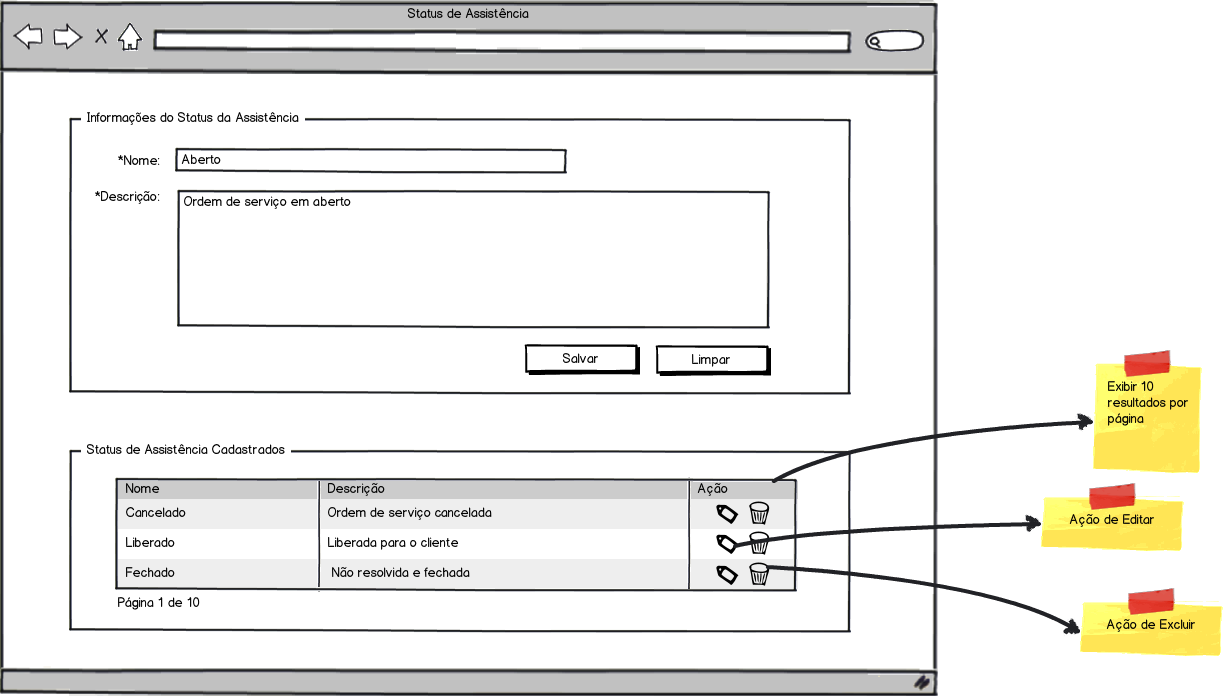 Status de Assistência
Informações do Status da Assistência
*Nome: Aberto
*Descrição: Ordem de serviço em aberto
Salvar Limpar
Status de Assistência Cadastrados
Nome Descrição Ação
Cancelado Ordem de serviço cancelada
Liberado Liberada para o cliente
Fechado Não resolvida e fechada
Página 1 de 10
Exibir 10
resultados por
página
Ação de Editar
Ação de Excluir